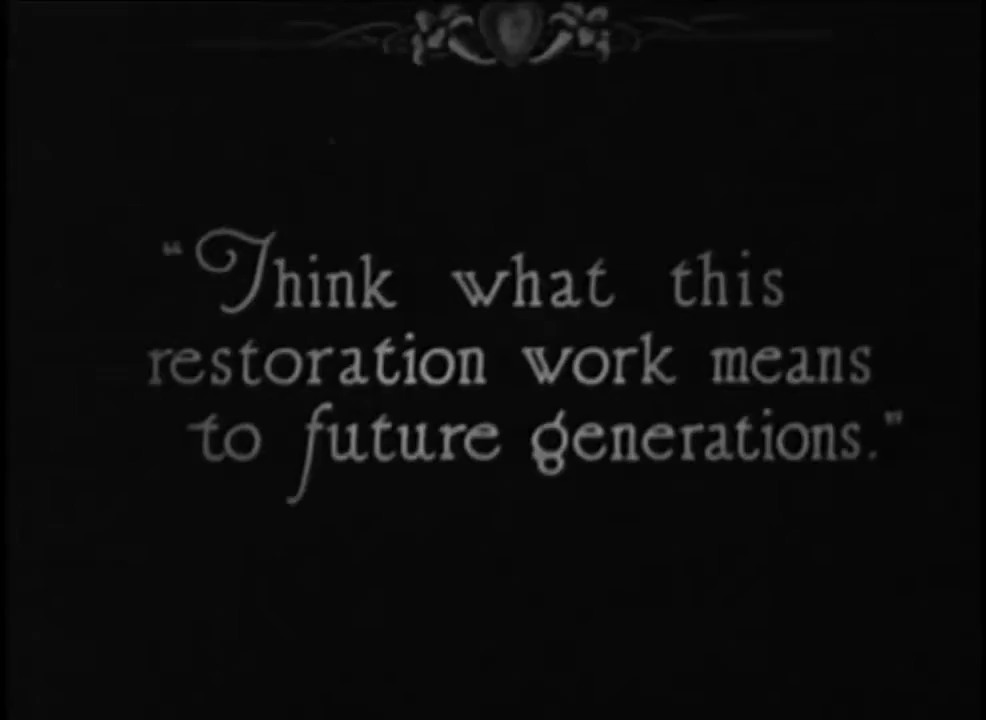 “Think what this
restoration work means
to future generations.”